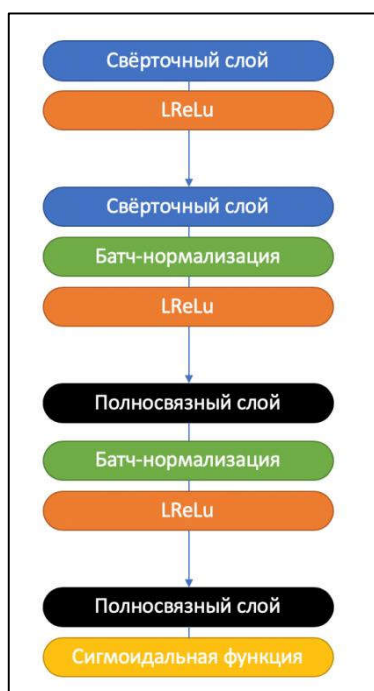 Свёрточный слой
LReLu
Свёрточный слой
Батч-нормализация
LReLu
Полносвязный слой
Батч-нормализация
LReLu
Полносвязный слой
Сигмоидальная функция